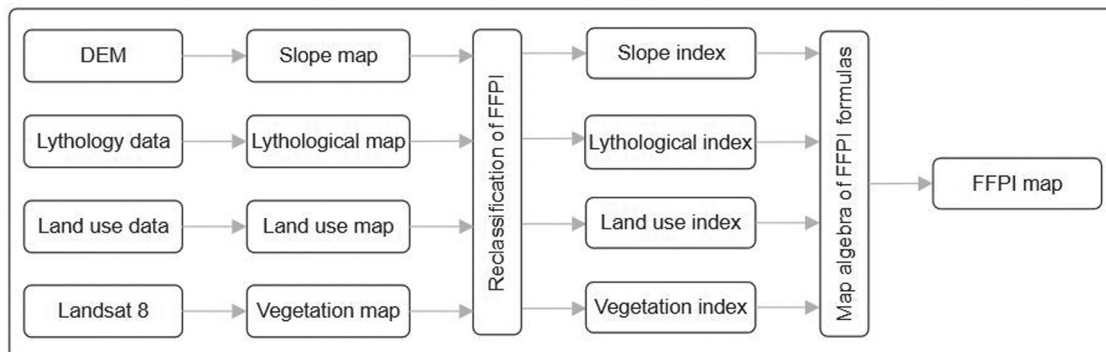 DEM
Slope map
Slope index
Lythology data
Lythological map
Reclassification of FFPI
Lythological index
Map algebra of FFPI formulas
FFPI map
Land use data
Land use map
Land use index
Landsat 8
Vegetation map
Vegetation index